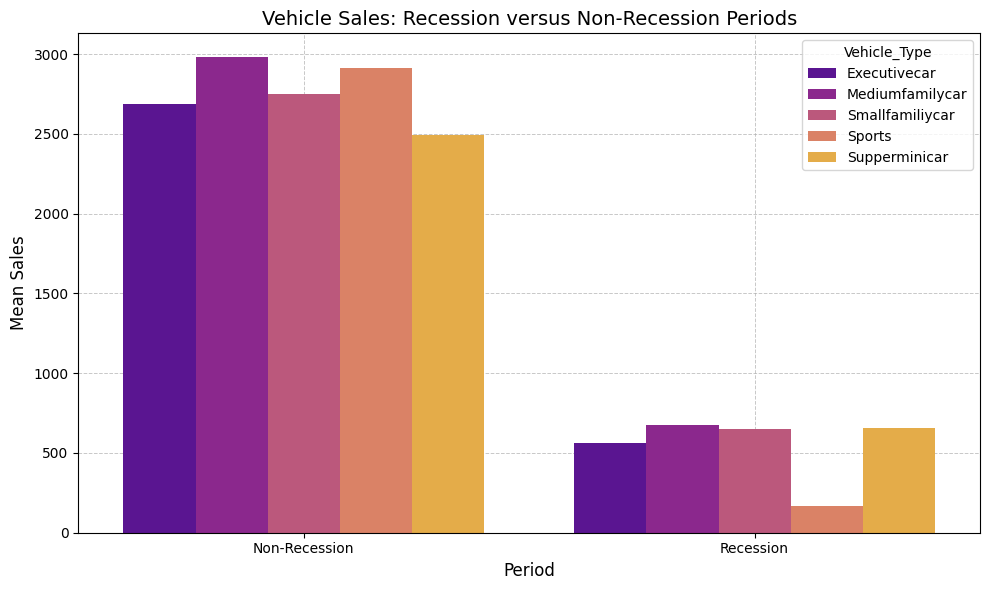 Vehicle Sales: Recession versus Non-Recession Periods
Vehicle_Type
Executivecar
Mediumfamilycar
Smallfamiliycar
Sports
Supperminicar
Mean Sales
3000
2500
2000
1500
1000
500
0
Non-Recession
Recession
Period